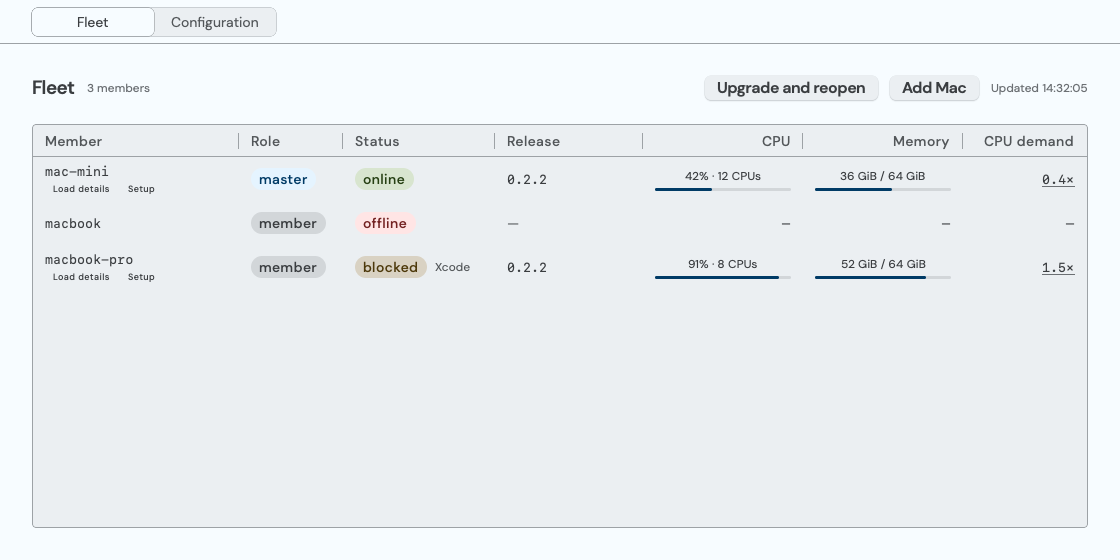 Fleet Configuration
Fleet 3 members Upgrade and reopen Add Mac Updated 14:32:05
Member Role Status Release CPU Memory CPU demand
mac-mini master online 0.2.2 42% · 12 CPUs 36 GiB / 64 GiB 0.4×
Load details Setup
macbook member offline — — — —
macbook-pro member blocked Xcode 0.2.2 91% · 8 CPUs 52 GiB / 64 GiB 1.5×
Load details Setup